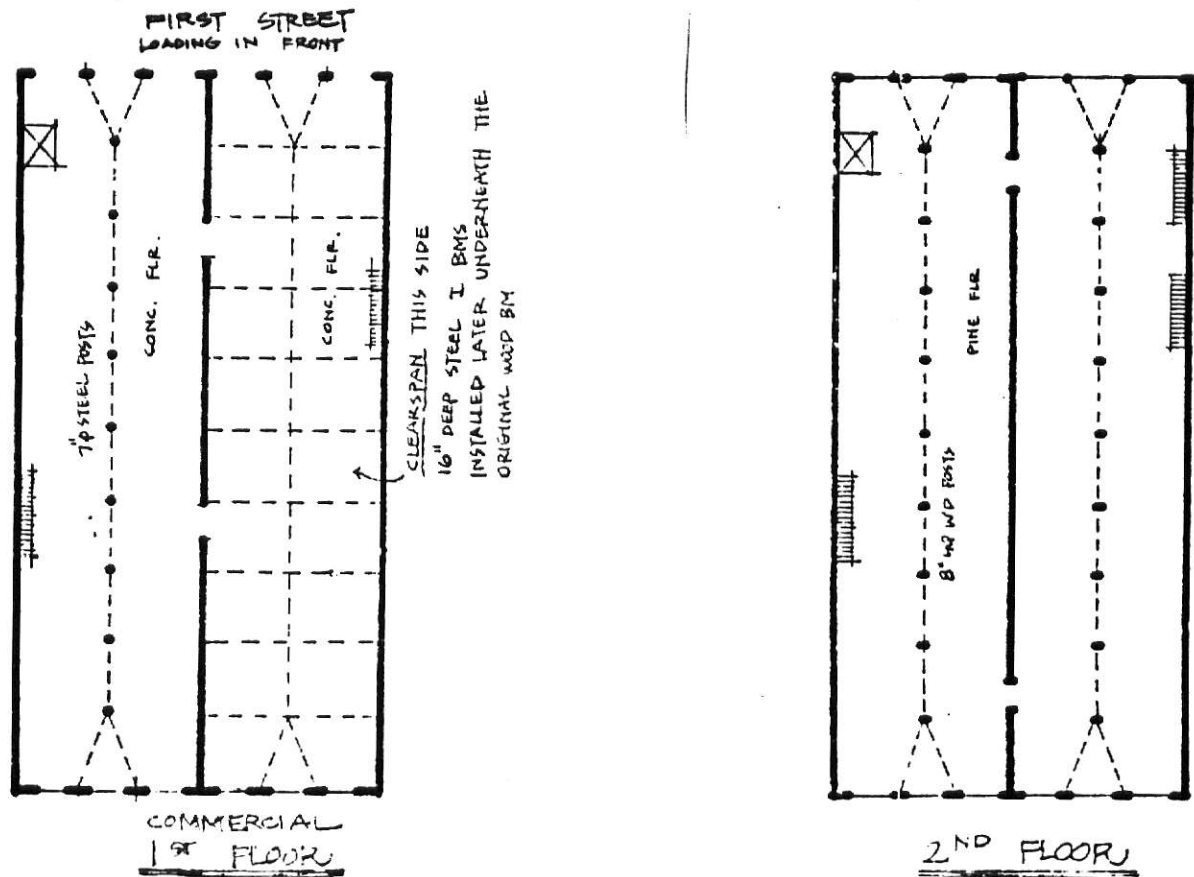 FIRST STREET
LOADING IN FRONT
7"φ STEEL POSTS
CONC. FLR.
CONC. FLR.
CLEARSPAN THIS SIDE
16" DEEP STEEL I BMS
INSTALLED LATER UNDERNEATH THE
ORIGINAL WOOD BM
COMMERCIAL
1ST FLOOR
PINE FLR
8" WD POSTS
2ND FLOOR